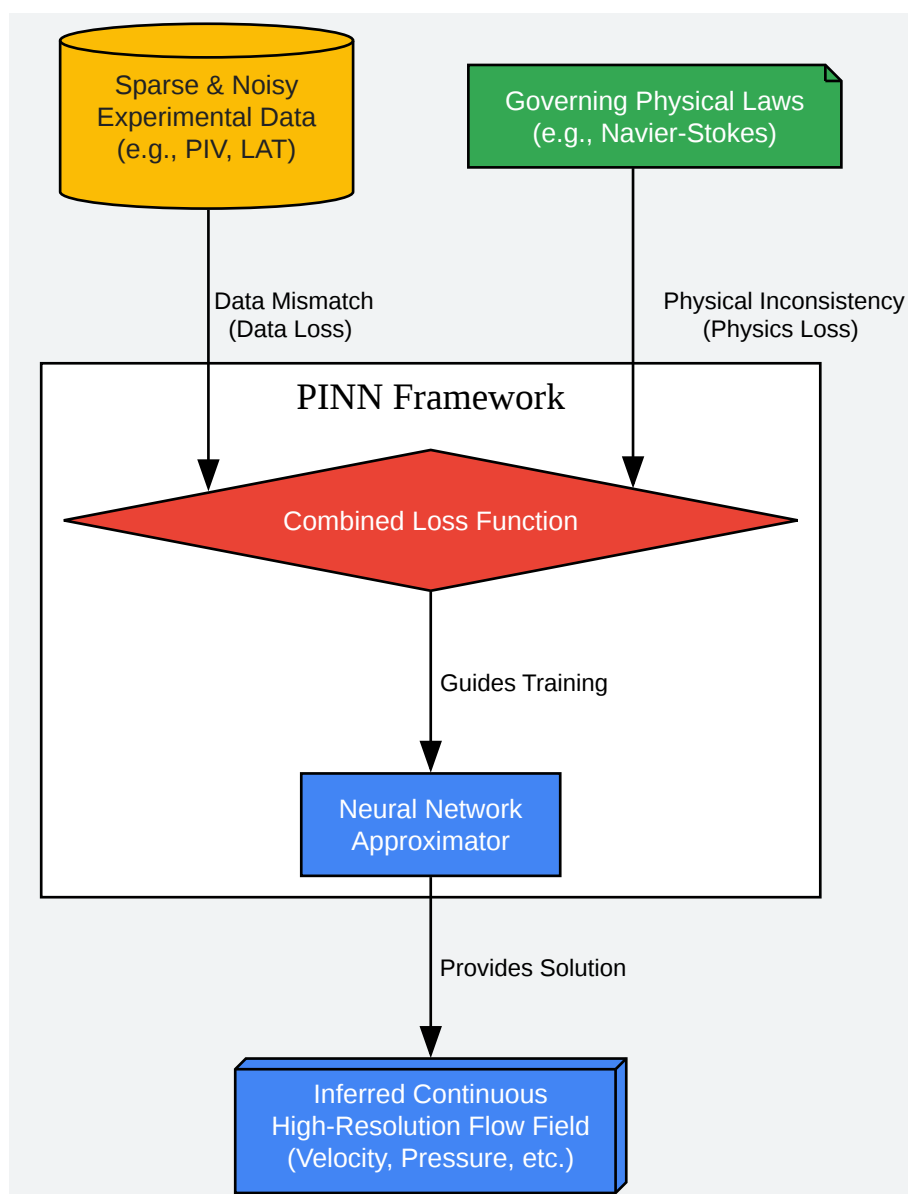 Sparse & Noisy
Experimental Data
(e.g., PIV, LAT)
Governing Physical Laws
(e.g., Navier-Stokes)
Data Mismatch
(Data Loss)
Physical Inconsistency
(Physics Loss)
PINN Framework
Combined Loss Function
Guides Training
Neural Network
Approximator
Provides Solution
Inferred Continuous
High-Resolution Flow Field
(Velocity, Pressure, etc.)